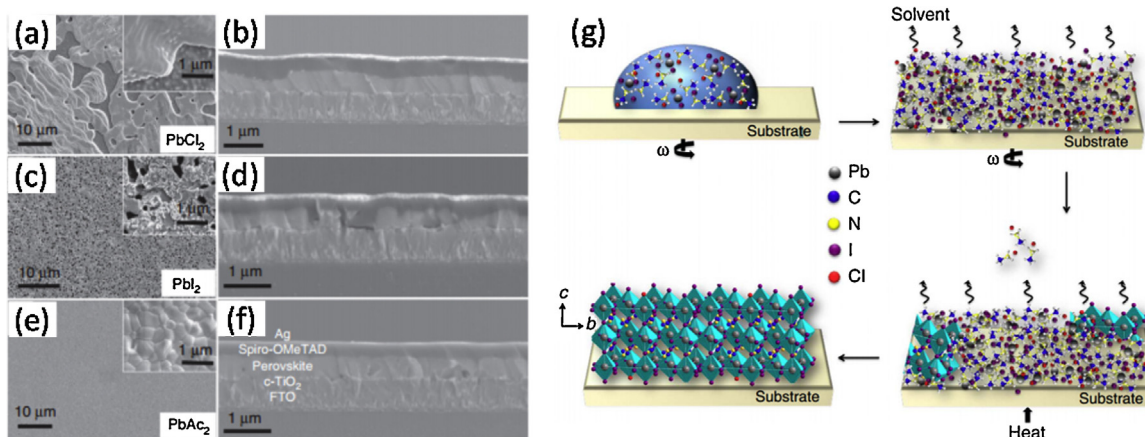 (a)
1 μm
10 μm
PbCl₂
(b)
1 μm
(c)
1 μm
10 μm
PbI₂
(d)
1 μm
(e)
1 μm
10 μm
PbAc₂
(f)
Ag
Spiro-OMeTAD
Perovskite
c-TiO₂
FTO
1 μm
(g)
Substrate
ω
Solvent
Substrate
ω
Pb
C
N
I
Cl
Substrate
Heat
c
b
Substrate